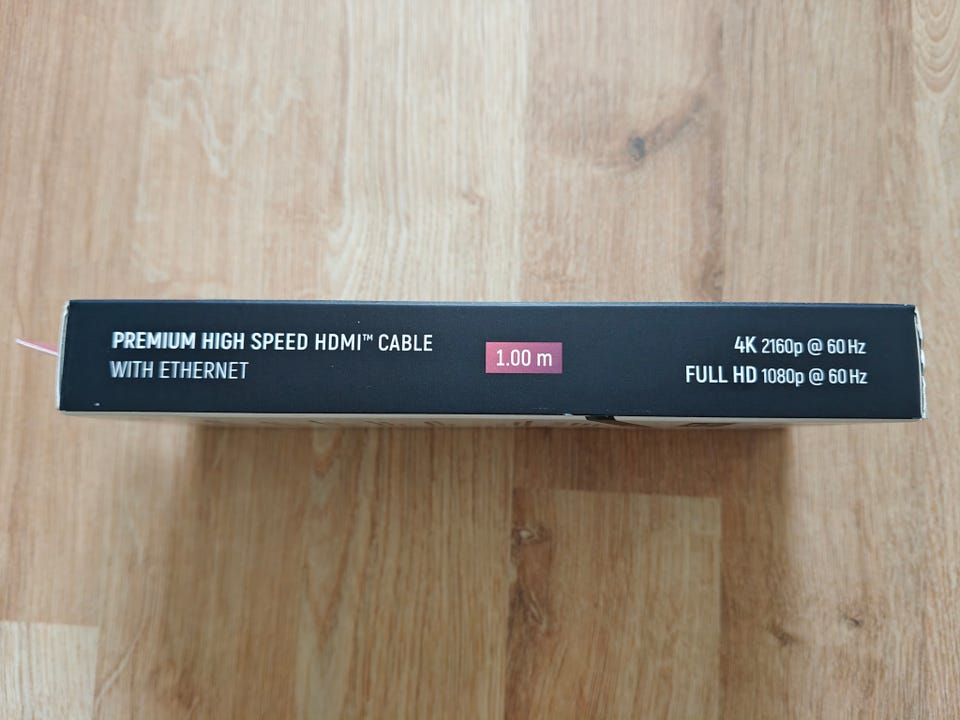 PREMIUM HIGH SPEED HDMI™ CABLE
WITH ETHERNET
1.00 m
4K 2160p @ 60 Hz
FULL HD 1080p @ 60 Hz